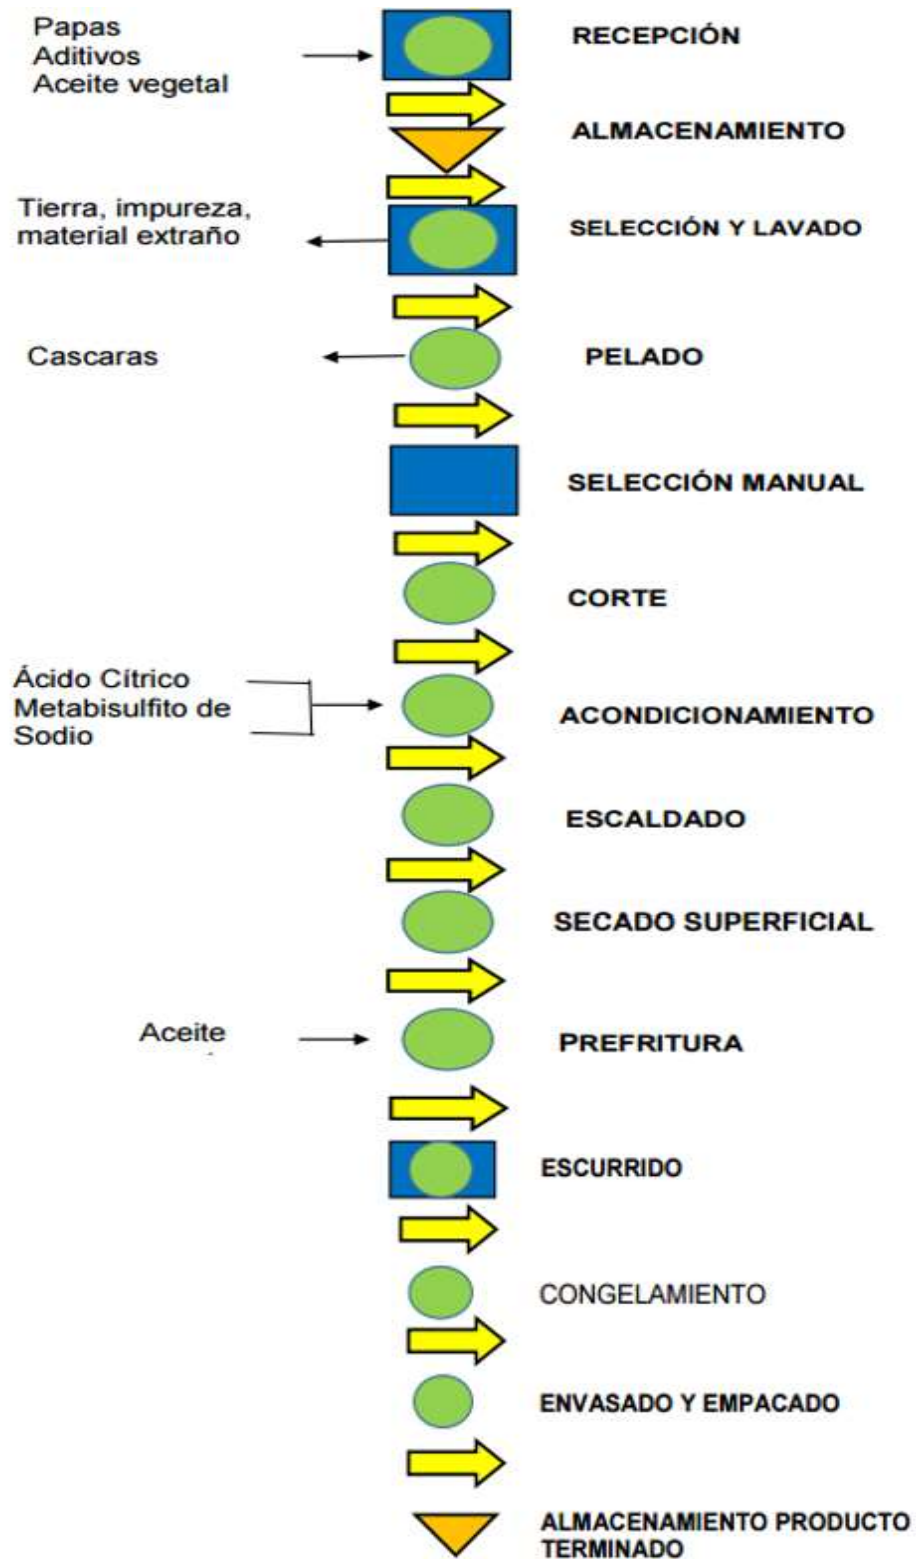 Papas
Aditivos
Aceite vegetal
RECEPCIÓN
ALMACENAMIENTO
Tierra, impureza,
material extraño
SELECCIÓN Y LAVADO
Cascaras
PELADO
SELECCIÓN MANUAL
CORTE
Ácido Cítrico
Metabisulfito de
Sodio
ACONDICIONAMIENTO
ESCALDADO
SECADO SUPERFICIAL
Aceite
PREFRITURA
ESCURRIDO
CONGELAMIENTO
ENVASADO Y EMPACADO
ALMACENAMIENTO PRODUCTO
TERMINADO